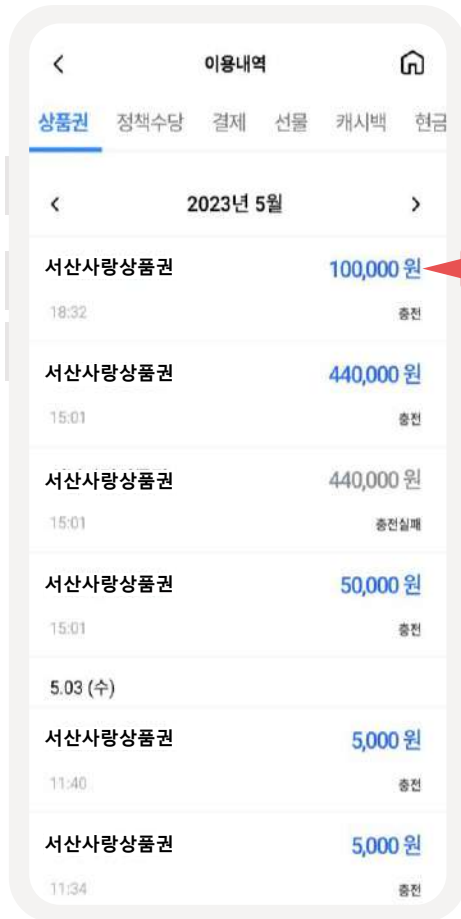 이용내역
상품권 정책수당 결제 선물 캐시백 현금
2023년 5월
서산사랑상품권 100,000 원
18:32 충전
서산사랑상품권 440,000 원
15:01 충전
서산사랑상품권 440,000 원
15:01 충전실패
서산사랑상품권 50,000 원
15:01 충전
5.03 (수)
서산사랑상품권 5,000 원
11:40 충전
서산사랑상품권 5,000 원
11:34 충전